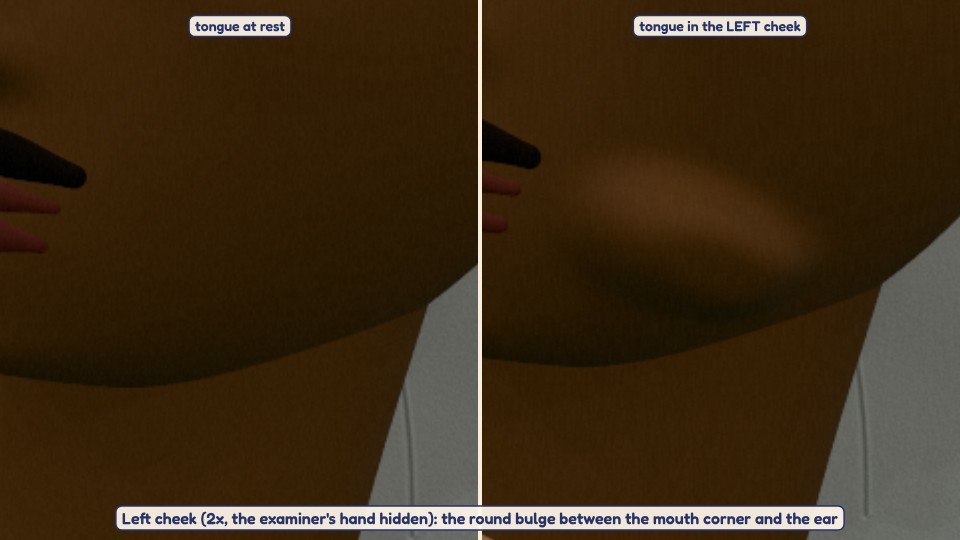 tongue at rest
tongue in the LEFT cheek
Left cheek (2x, the examiner's hand hidden): the round bulge between the mouth corner and the ear